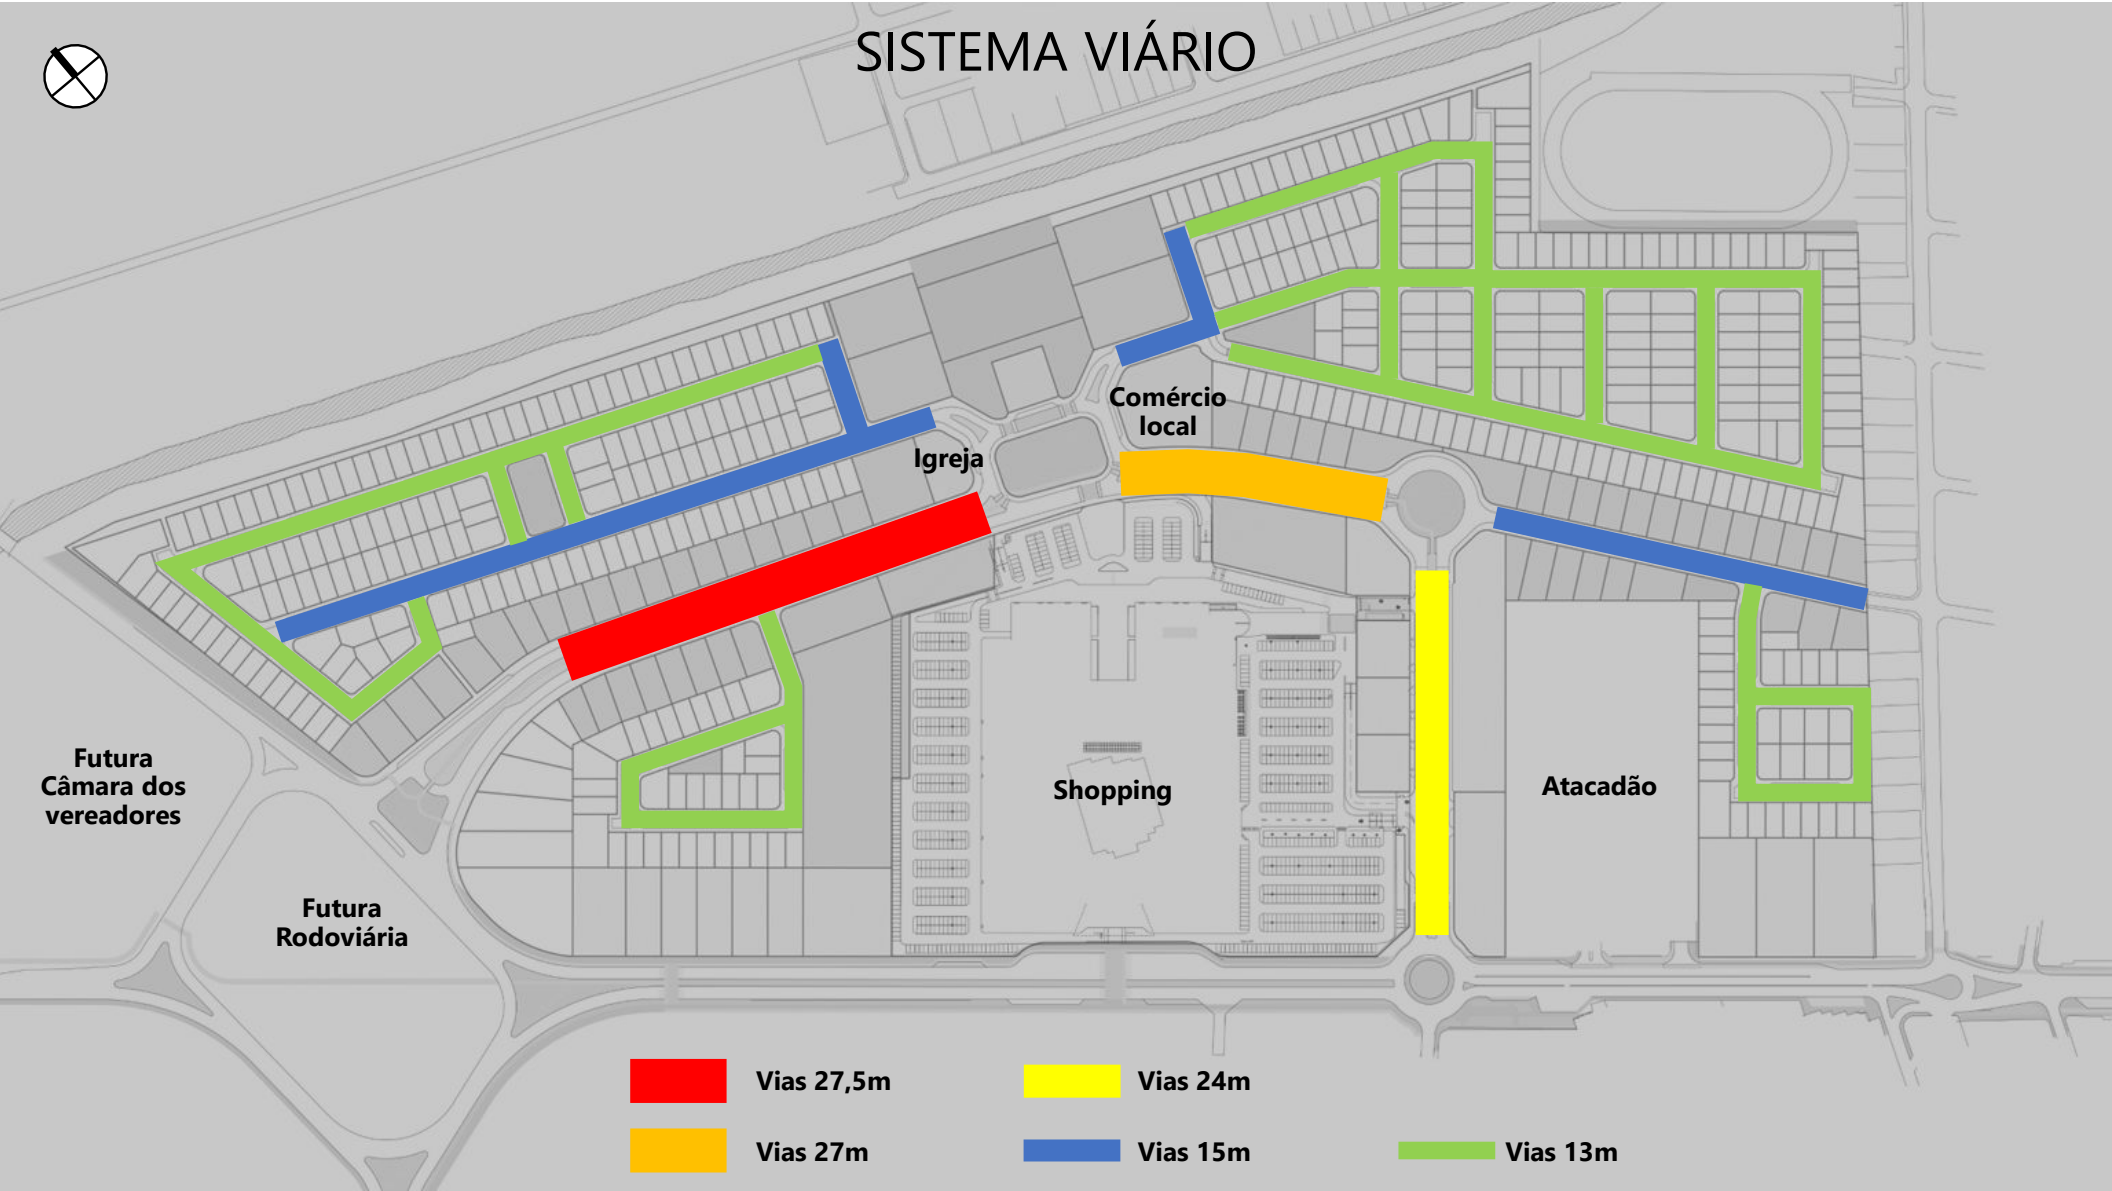 SISTEMA VIÁRIO
Comércio
local
Igreja
Futura
Câmara dos
vereadores
Shopping
Atacadão
Futura
Rodoviária
Vias 27,5m
Vias 24m
Vias 27m
Vias 15m
Vias 13m